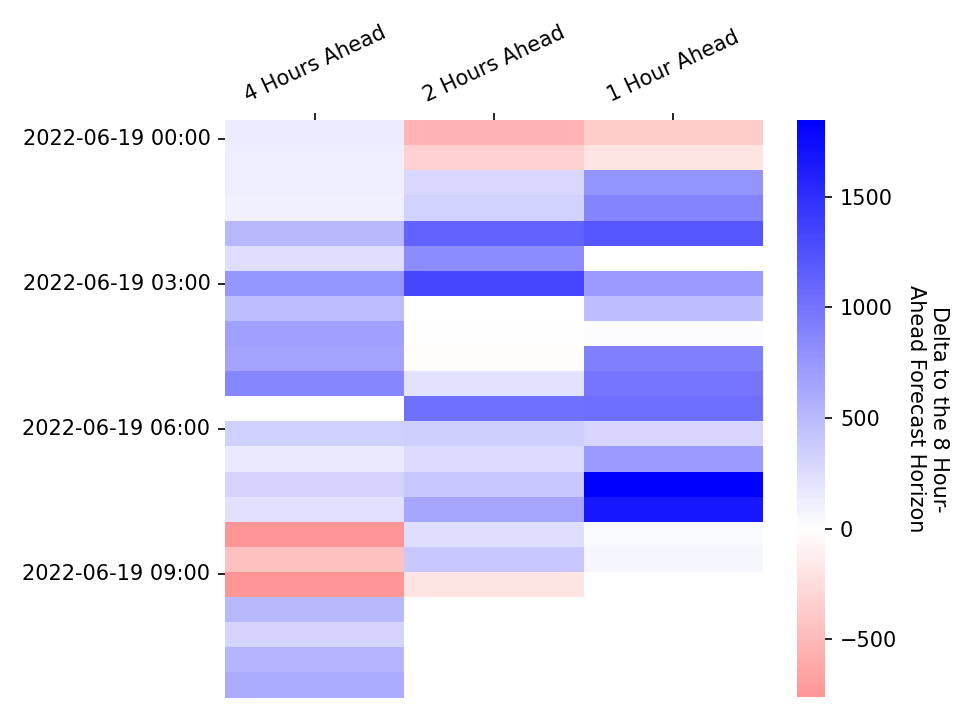 4 Hours Ahead
2 Hours Ahead
1 Hour Ahead
2022-06-19 00:00
2022-06-19 03:00
2022-06-19 06:00
2022-06-19 09:00
1500
1000
500
0
−500
Delta to the 8 Hour-
Ahead Forecast Horizon